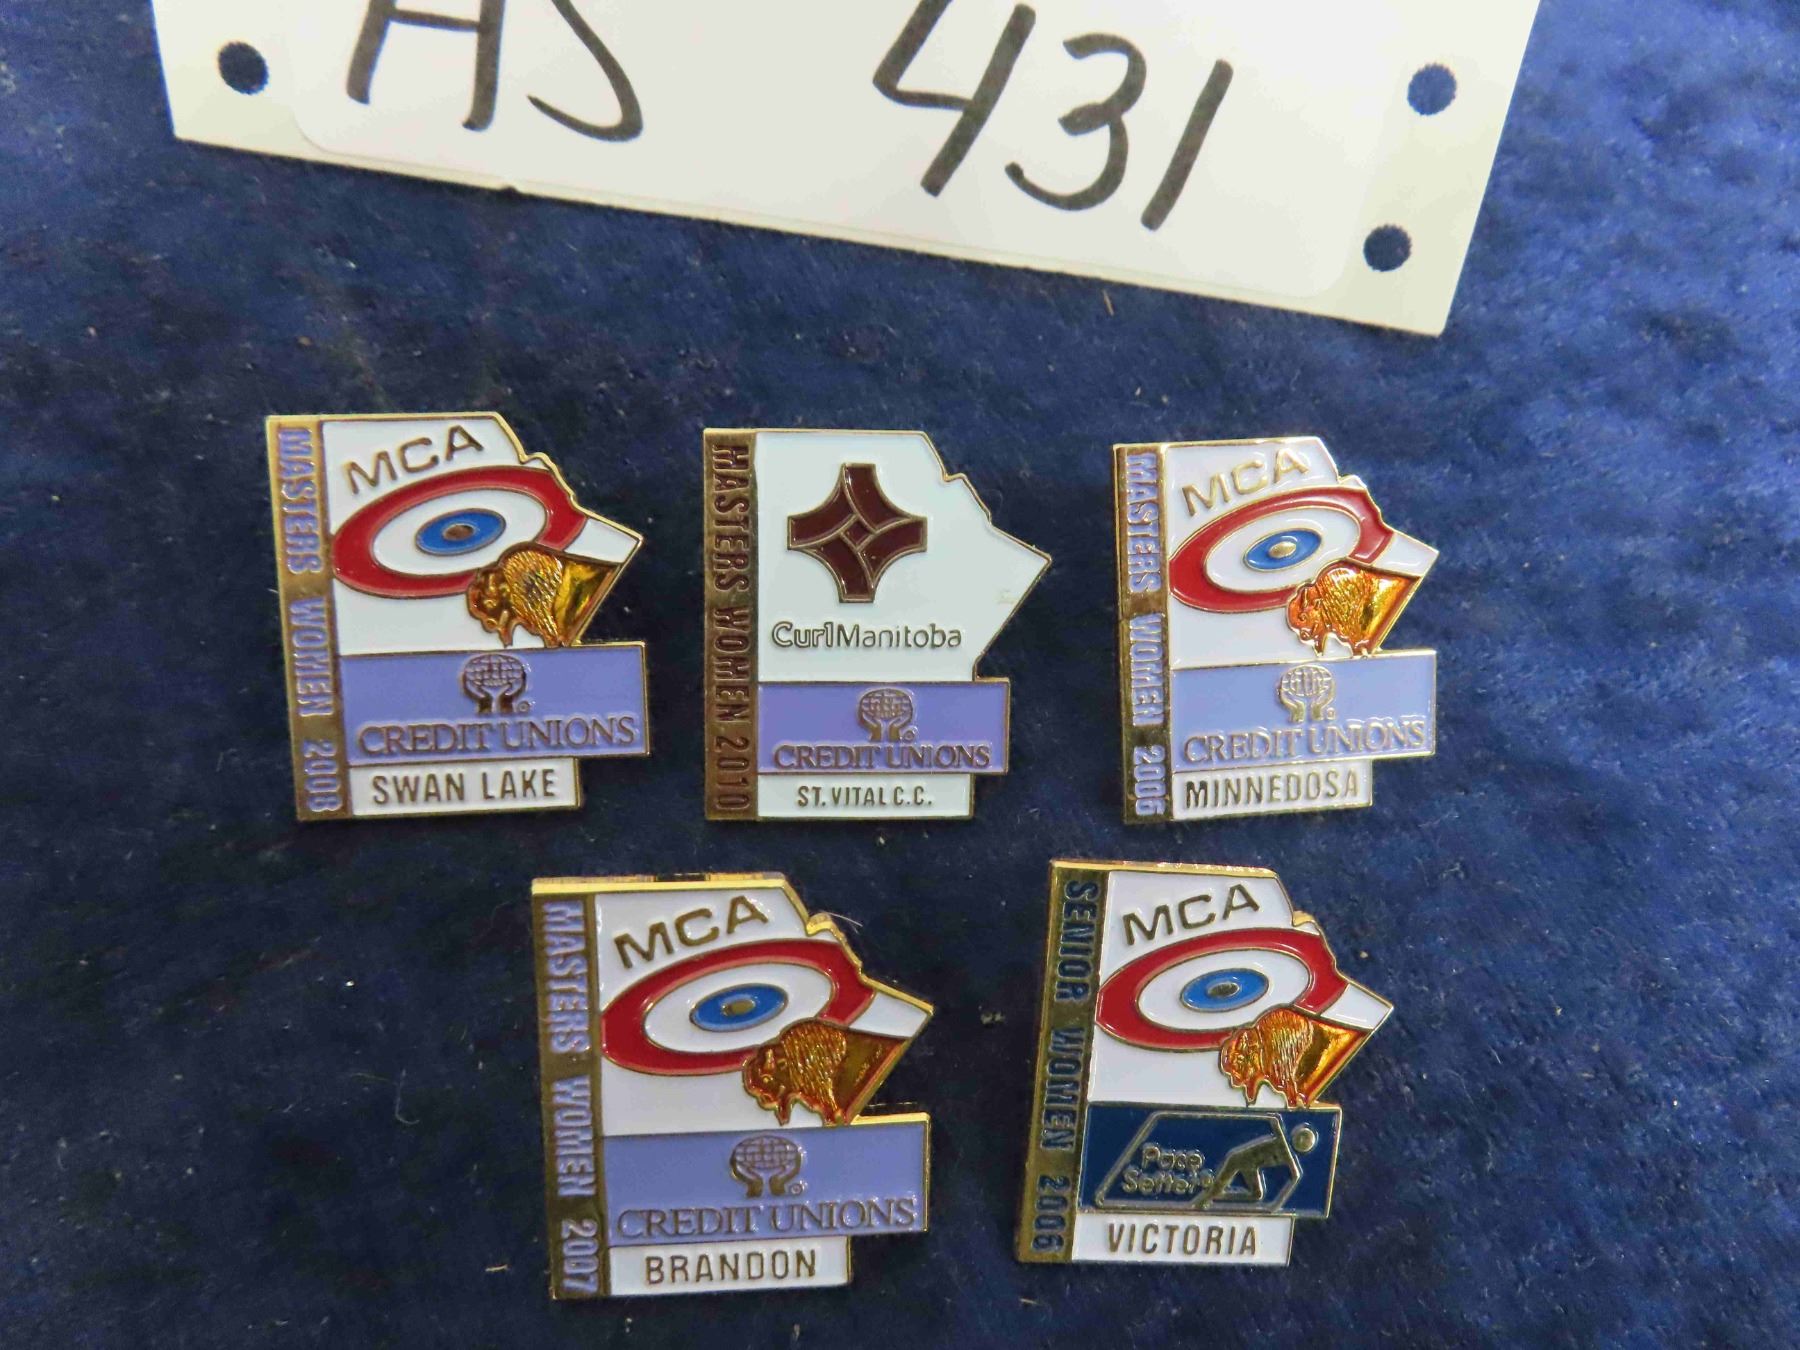 AJ 431
MASTERS WOMEN 2008
MCA
CREDIT UNIONS
SWAN LAKE
MASTERS WOMEN 2010
CurlManitoba
CREDIT UNIONS
ST. VITAL C.C.
MASTERS WOMEN 2006
MCA
CREDIT UNIONS
MINNEDOSA
MASTERS WOMEN 2007
MCA
CREDIT UNIONS
BRANDON
SENIOR WOMEN 2006
MCA
Pace
Setter
VICTORIA